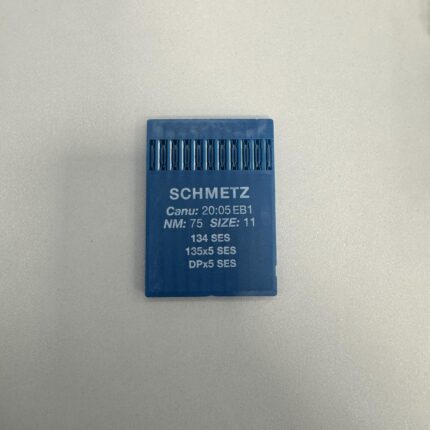 SCHMETZ
Canu: 20:05 EB1
NM: 75 SIZE: 11
134 SES
135x5 SES
DPx5 SES